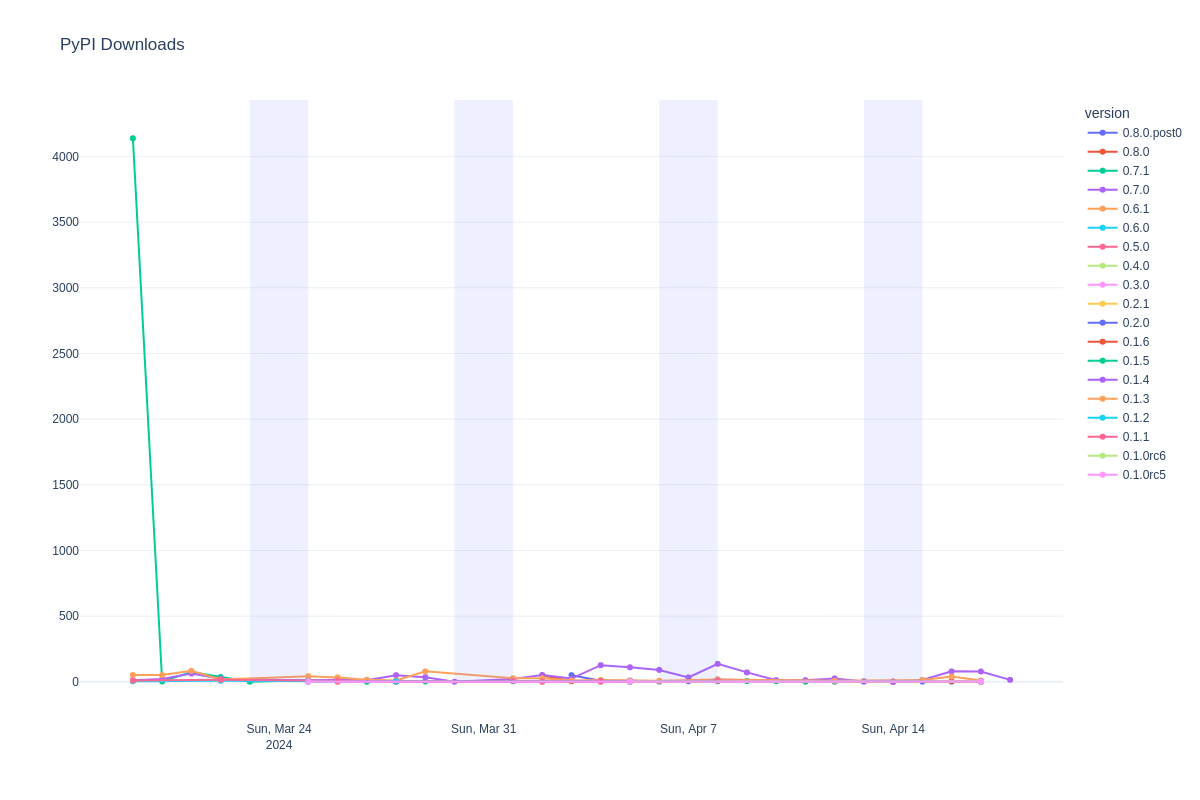 PyPI Downloads
4000
3500
3000
2500
2000
1500
1000
500
0
Sun, Mar 24
2024
Sun, Mar 31
Sun, Apr 7
Sun, Apr 14
version
0.8.0.post0
0.8.0
0.7.1
0.7.0
0.6.1
0.6.0
0.5.0
0.4.0
0.3.0
0.2.1
0.2.0
0.1.6
0.1.5
0.1.4
0.1.3
0.1.2
0.1.1
0.1.0rc6
0.1.0rc5